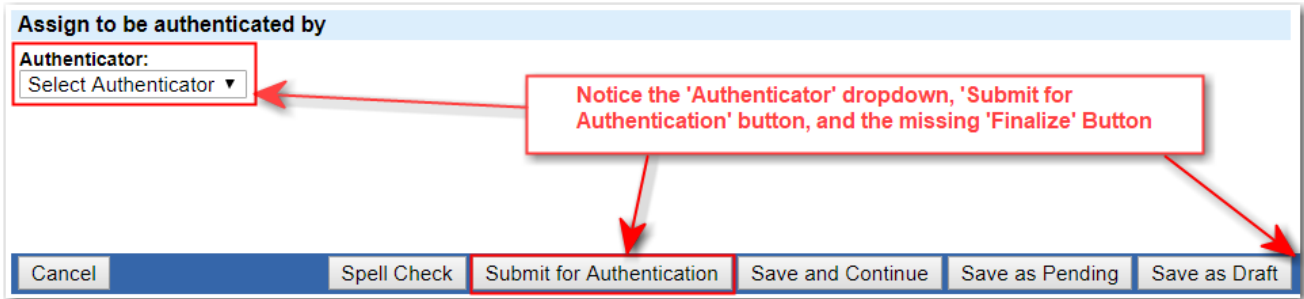 Assign to be authenticated by
Authenticator:
Select Authenticator
Notice the 'Authenticator' dropdown, 'Submit for
Authentication' button, and the missing 'Finalize' Button
Cancel Spell Check Submit for Authentication Save and Continue Save as Pending Save as Draft